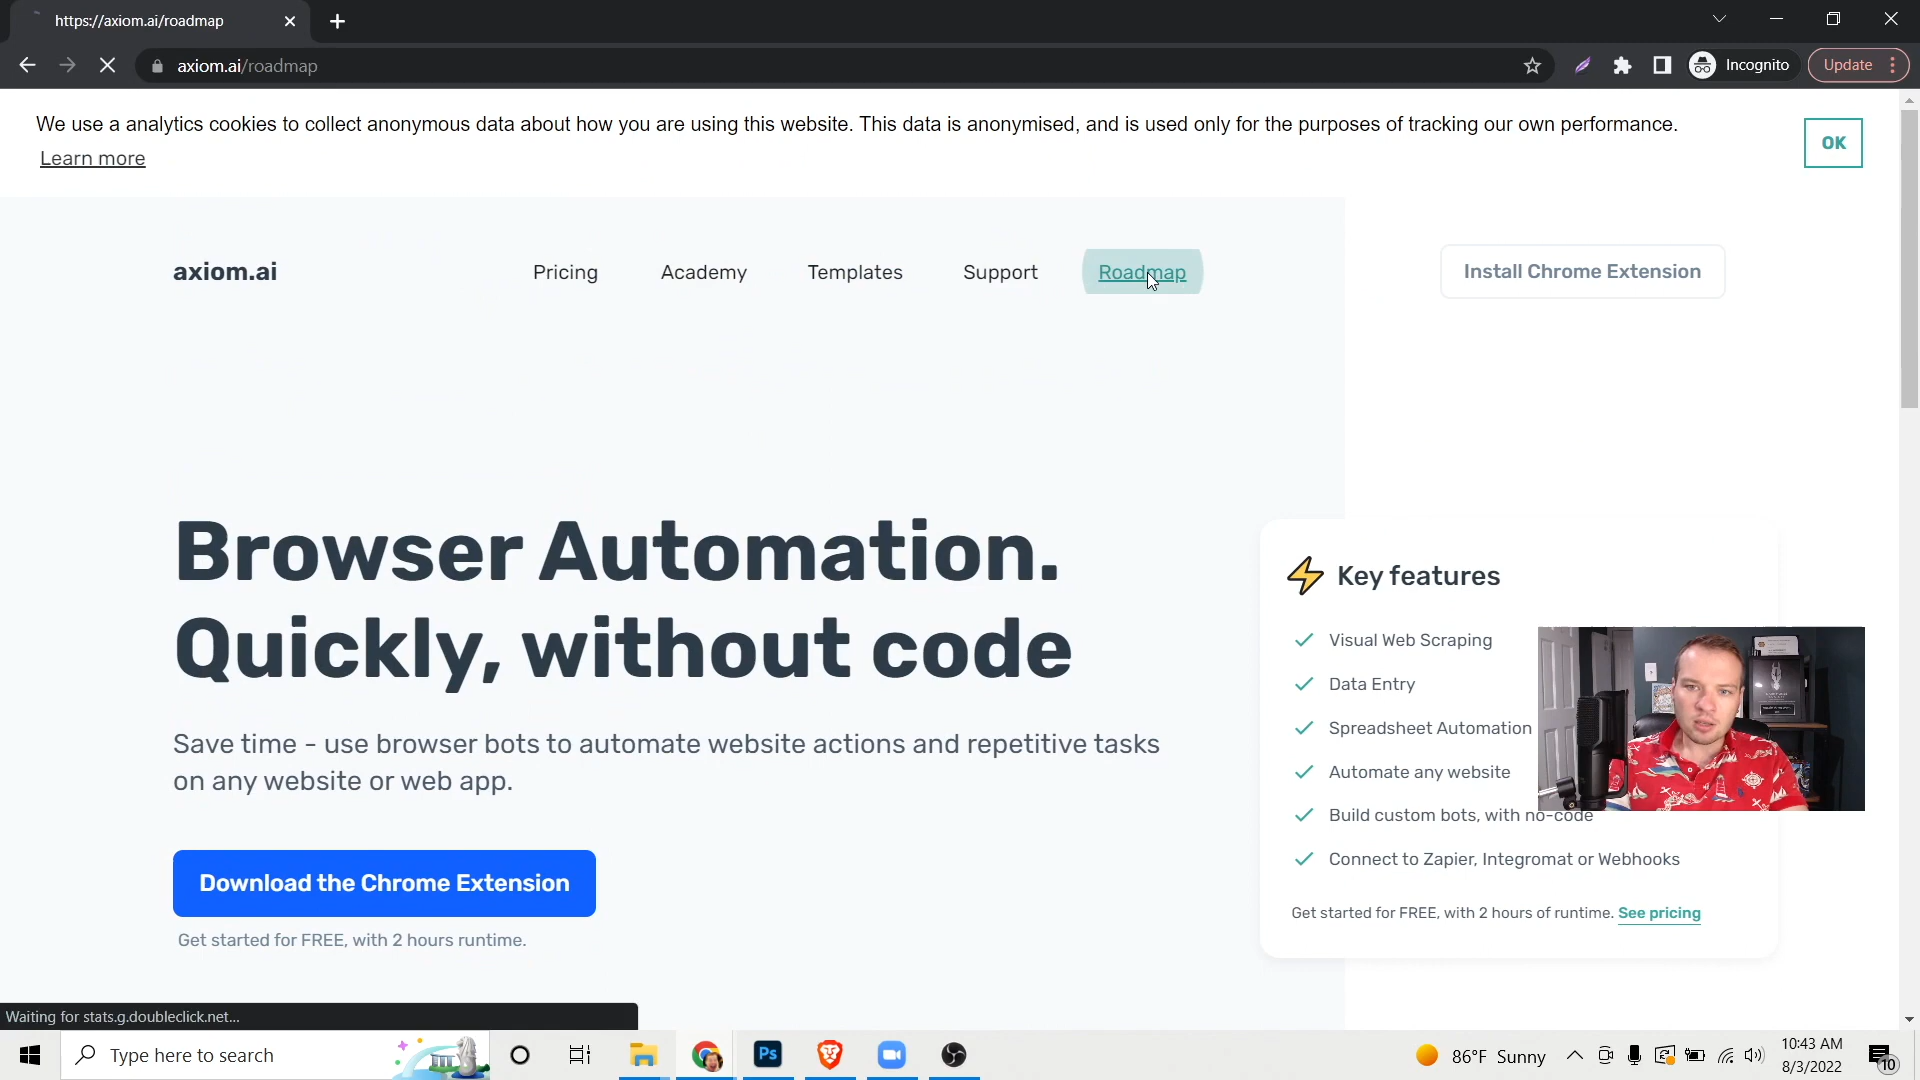 https://axiom.ai/roadmap
axiom.ai/roadmap
Incognito
Update
We use a analytics cookies to collect anonymous data about how you are using this website. This data is anonymised, and is used only for the purposes of tracking our own performance.
Learn more
OK
axiom.ai
Pricing
Academy
Templates
Support
Roadmap
Install Chrome Extension
Browser Automation.
Quickly, without code
Save time - use browser bots to automate website actions and repetitive tasks
on any website or web app.
Download the Chrome Extension
Get started for FREE, with 2 hours runtime.
Key features
Visual Web Scraping
Data Entry
Spreadsheet Automation
Automate any website
Build custom bots, with no-code
Connect to Zapier, Integromat or Webhooks
Get started for FREE, with 2 hours of runtime. See pricing
Waiting for stats.g.doubleclick.net...
Type here to search
Ps
86°F Sunny
10:43 AM
8/3/2022
10